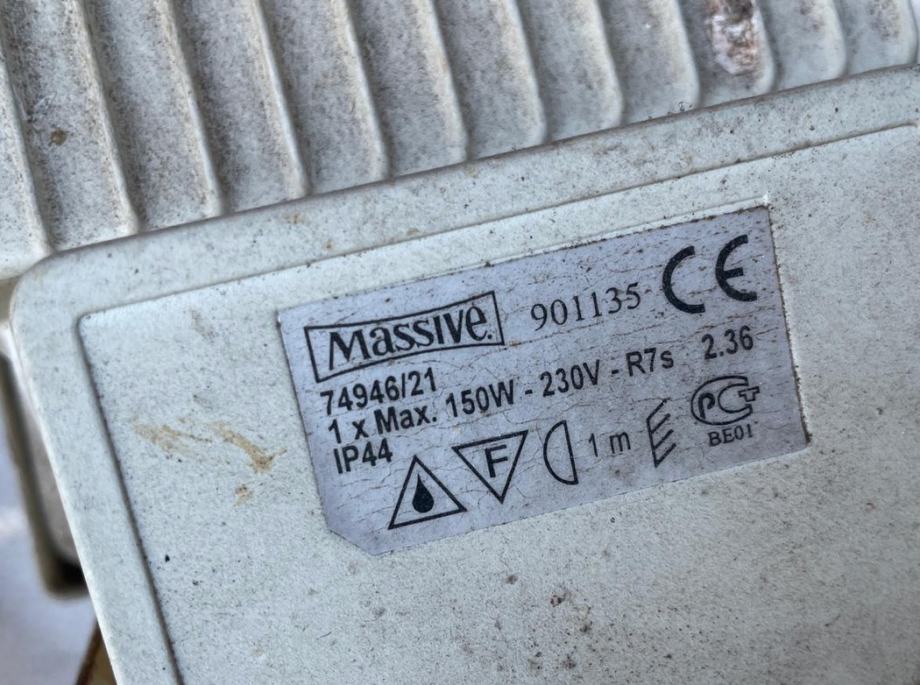 Massive 901135 CE
74946/21
1 x Max. 150W - 230V - R7s 2.36
IP44
F 1 m PCT
BE01